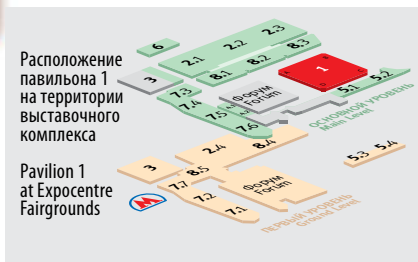 Расположение
павильона 1
на территории
выставочного
комплекса
Pavilion 1
at Expocentre
Fairgrounds
6
2.1
2.2
2.3
3
8.1
8.2
8.3
1
7.3
7.4
7.5
7.6
Форум
Forum
5.1
5.2
ОСНОВНОЙ УРОВЕНЬ
Main Level
3
2.4
8.4
8.5
7.7
7.2
7.1
Форум
Forum
5.3
5.4
ПЕРВЫЙ УРОВЕНЬ
Ground Level
М